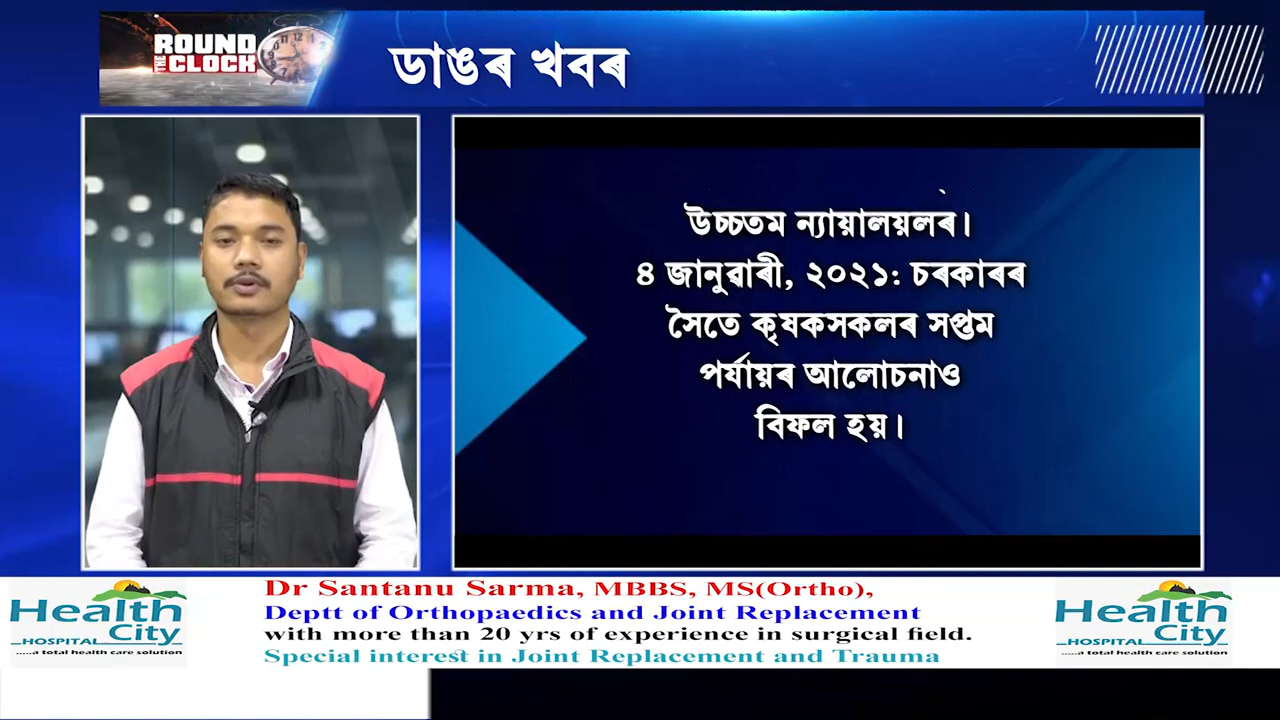 ROUND
THE CLOCK
ডাঙৰ খবৰ
উচ্চতম ন্যায়ালয়লৰ।
৪ জানুৱাৰী, ২০২১: চৰকাৰৰ
সৈতে কৃষকসকলৰ সপ্তম
পৰ্যায়ৰ আলোচনাও
বিফল হয়।
Health
City
HOSPITAL
.....a total health care solution
Dr Santanu Sarma, MBBS, MS(Ortho),
Deptt of Orthopaedics and Joint Replacement
with more than 20 yrs of experience in surgical field.
Special interest in Joint Replacement and Trauma
Health
City
HOSPITAL
.....a total health care solution